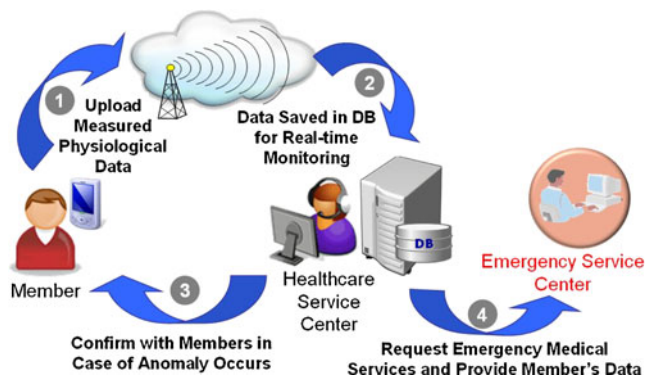 1
Upload
Measured
Physiological
Data
2
Data Saved in DB
for Real-time
Monitoring
DB
Member
Healthcare
Service
Center
Emergency Service
Center
3
Confirm with Members in
Case of Anomaly Occurs
4
Request Emergency Medical
Services and Provide Member's Data